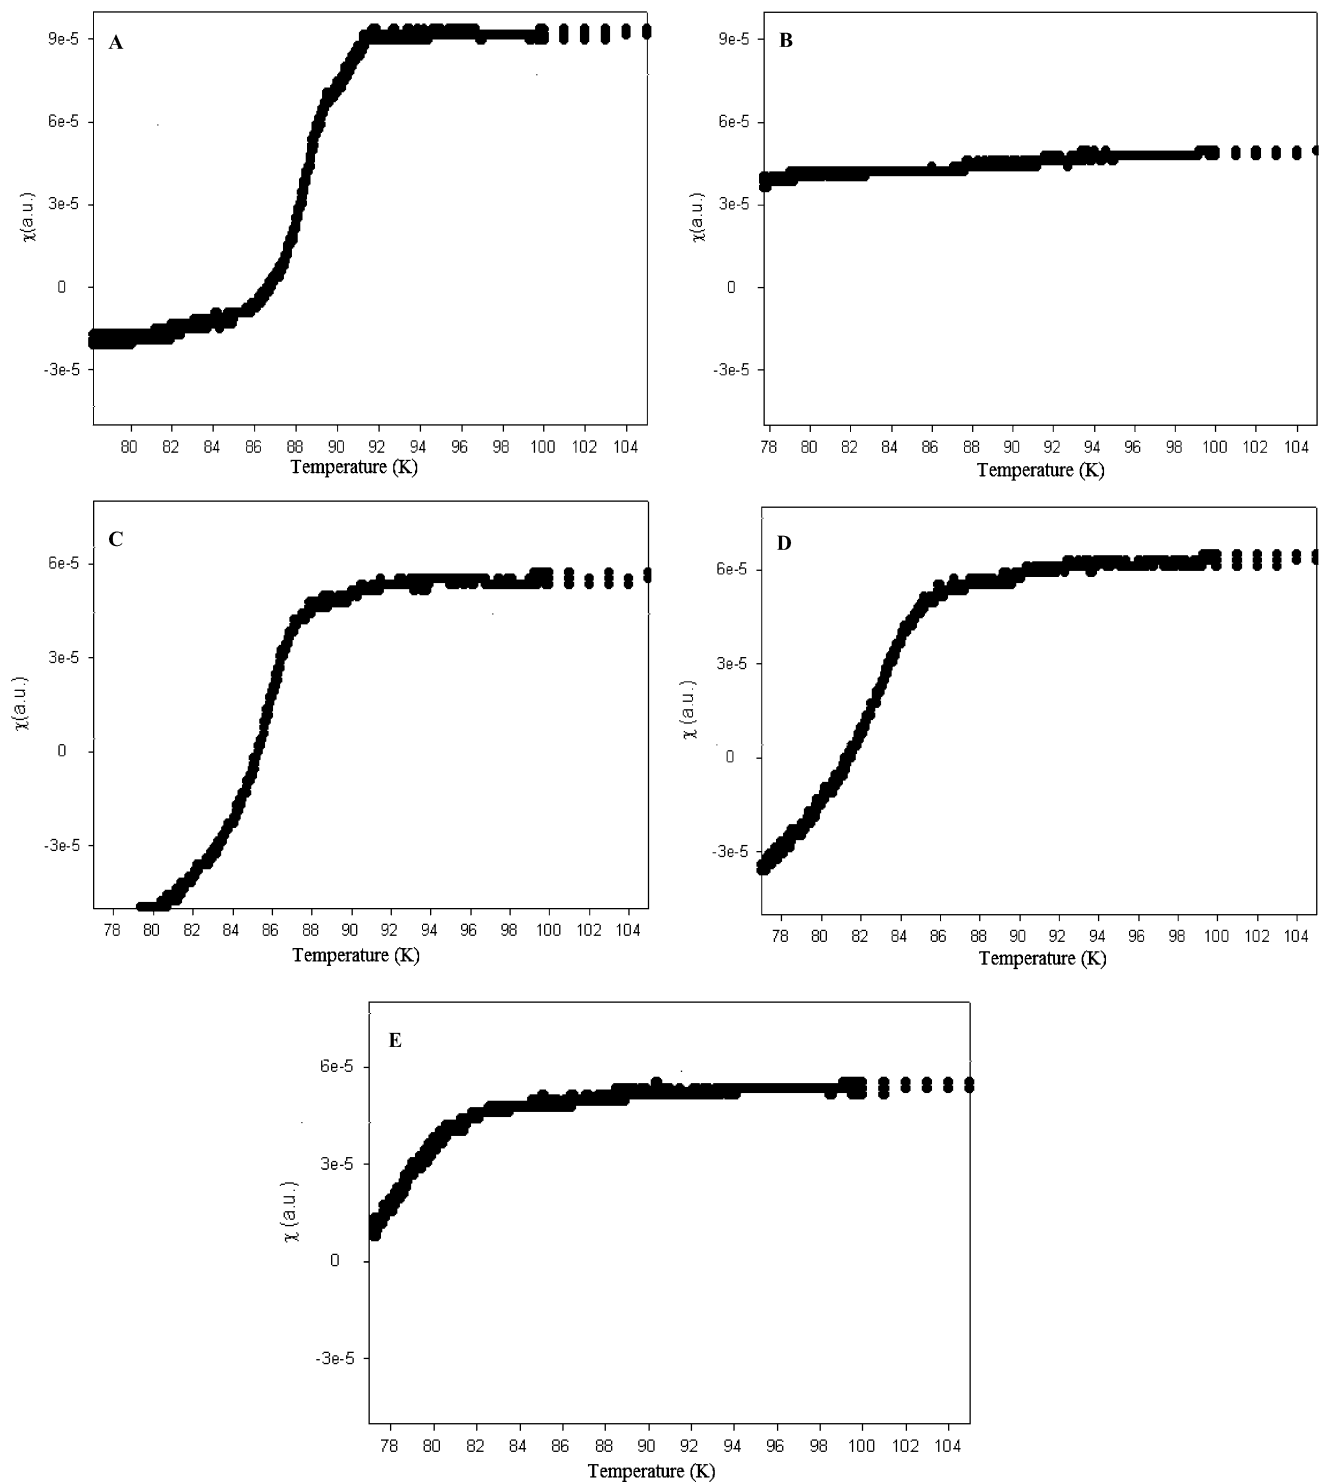 A
9e-5
6e-5
3e-5
0
-3e-5
χ(a.u.)
80 82 84 86 88 90 92 94 96 98 100 102 104
Temperature (K)
B
9e-5
6e-5
3e-5
0
-3e-5
χ(a.u.)
78 80 82 84 86 88 90 92 94 96 98 100 102 104
Temperature (K)
C
6e-5
3e-5
0
-3e-5
χ(a.u.)
78 80 82 84 86 88 90 92 94 96 98 100 102 104
Temperature (K)
D
6e-5
3e-5
0
-3e-5
χ (a.u.)
78 80 82 84 86 88 90 92 94 96 98 100 102 104
Temperature (K)
E
6e-5
3e-5
0
-3e-5
χ (a.u.)
78 80 82 84 86 88 90 92 94 96 98 100 102 104
Temperature (K)